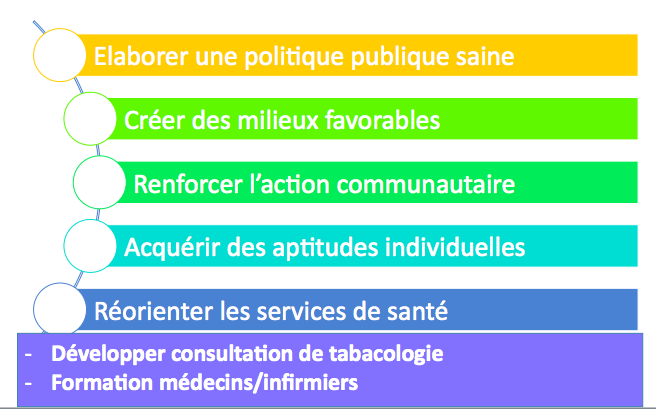 Elaborer une politique publique saine
Créer des milieux favorables
Renforcer l’action communautaire
Acquérir des aptitudes individuelles
Réorienter les services de santé
- Développer consultation de tabacologie
- Formation médecins/infirmiers